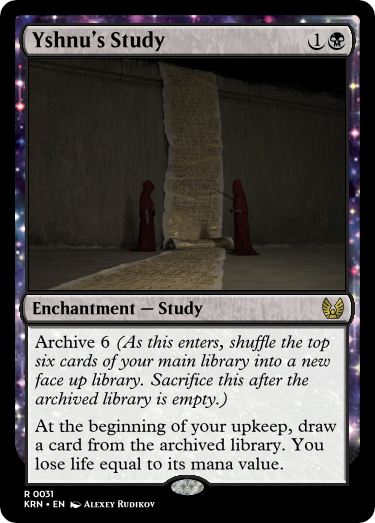 Yshnu's Study 1
Enchantment — Study
Archive 6 (As this enters, shuffle the top
six cards of your main library into a new
face up library. Sacrifice this after the
archived library is empty.)
At the beginning of your upkeep, draw
a card from the archived library. You
lose life equal to its mana value.
R 0031
KRN • EN Alexey Rudikov